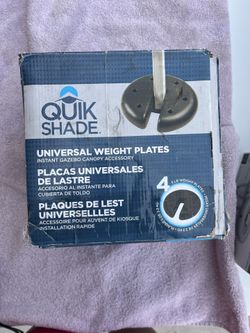 QUIK
SHADE
UNIVERSAL WEIGHT PLATES
INSTANT GAZEBO CANOPY ACCESSORY
PLACAS UNIVERSALES
DE LASTRE
ACCESORIO AL INSTANTE PARA
CUBIERTA DE TOLDO
PLAQUES DE LEST
UNIVERSELLLES
ACCESSOIRE POUR AUVENT DE KIOSQUE
INSTALLATION RAPIDE
4